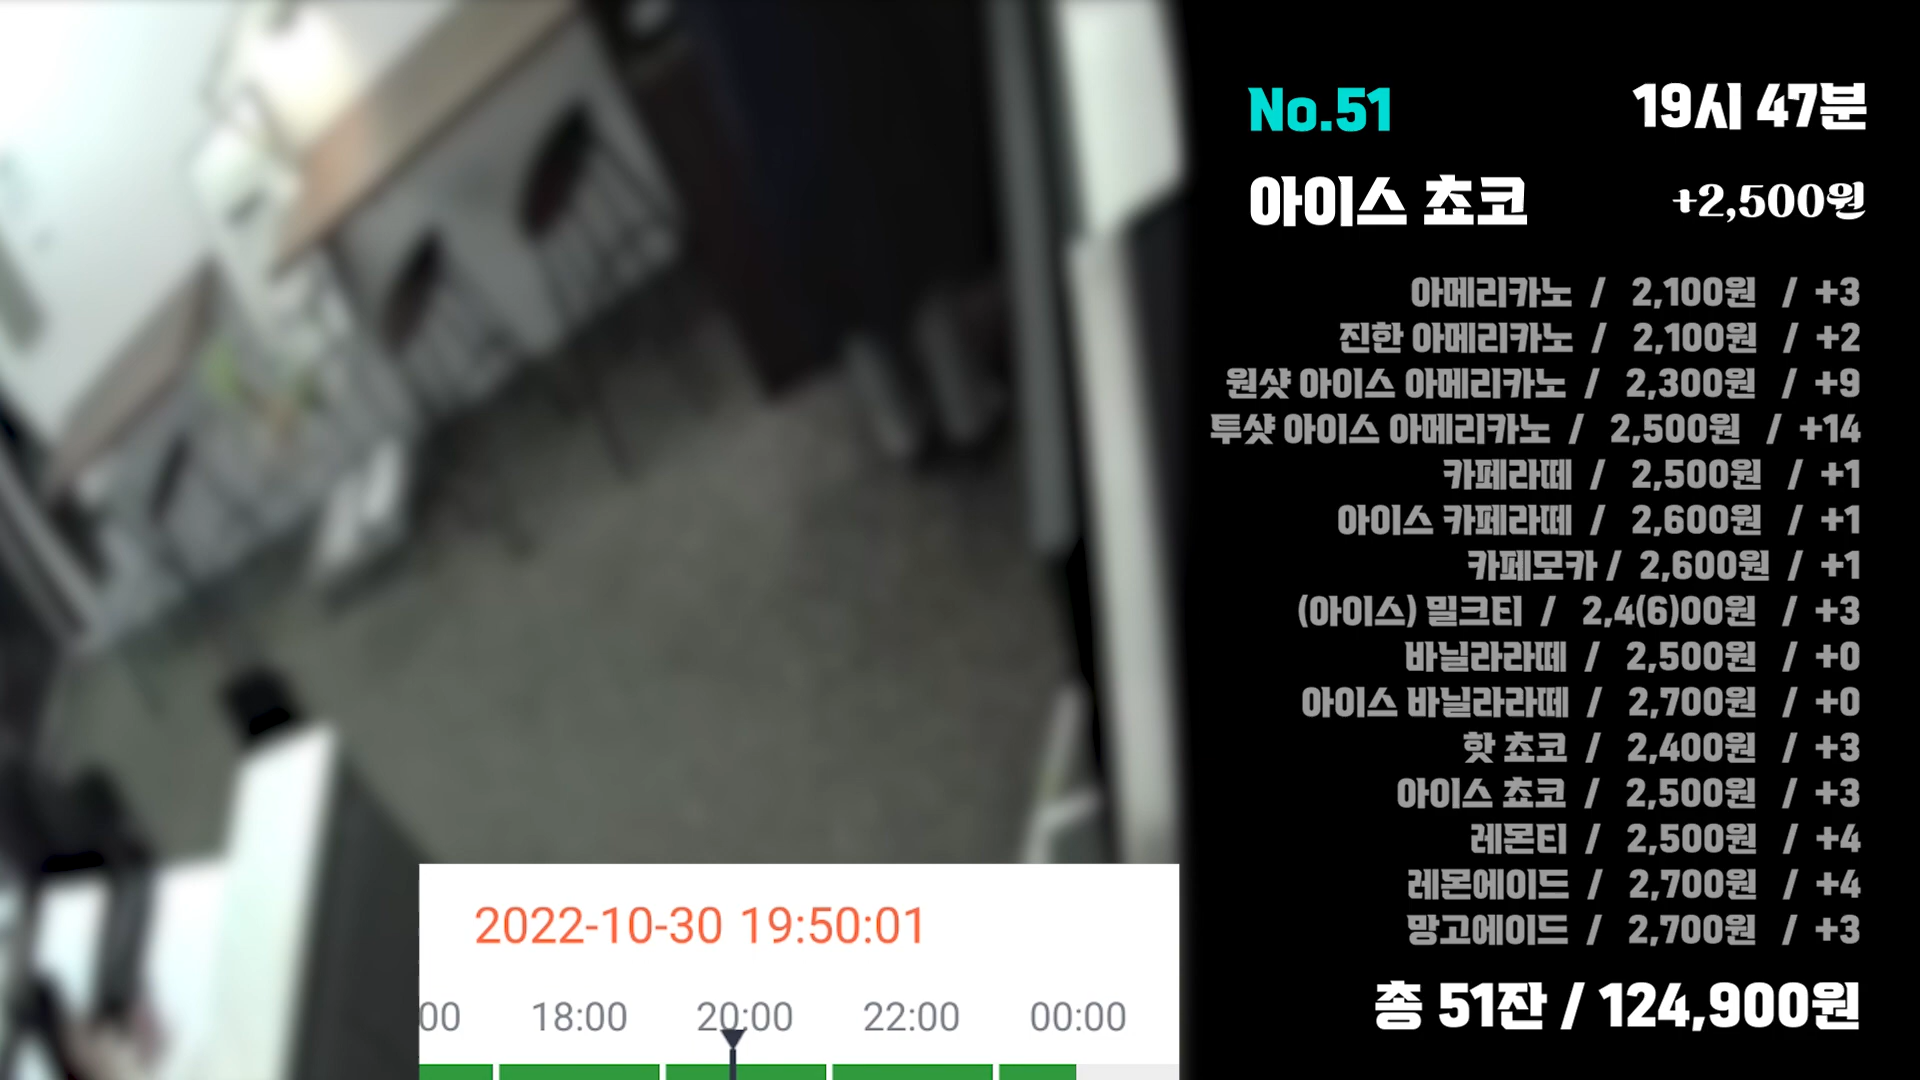 No.51 19시 47분
아이스 쵸코 +2,500원
아메리카노 / 2,100원 / +3
진한 아메리카노 / 2,100원 / +2
원샷 아이스 아메리카노 / 2,300원 / +9
투샷 아이스 아메리카노 / 2,500원 / +14
카페라떼 / 2,500원 / +1
아이스 카페라떼 / 2,600원 / +1
카페모카 / 2,600원 / +1
(아이스) 밀크티 / 2,4(6)00원 / +3
바닐라라떼 / 2,500원 / +0
아이스 바닐라라떼 / 2,700원 / +0
핫 쵸코 / 2,400원 / +3
아이스 쵸코 / 2,500원 / +3
레몬티 / 2,500원 / +4
레몬에이드 / 2,700원 / +4
망고에이드 / 2,700원 / +3
총 51잔 / 124,900원
2022-10-30 19:50:01
00 18:00 20:00 22:00 00:00